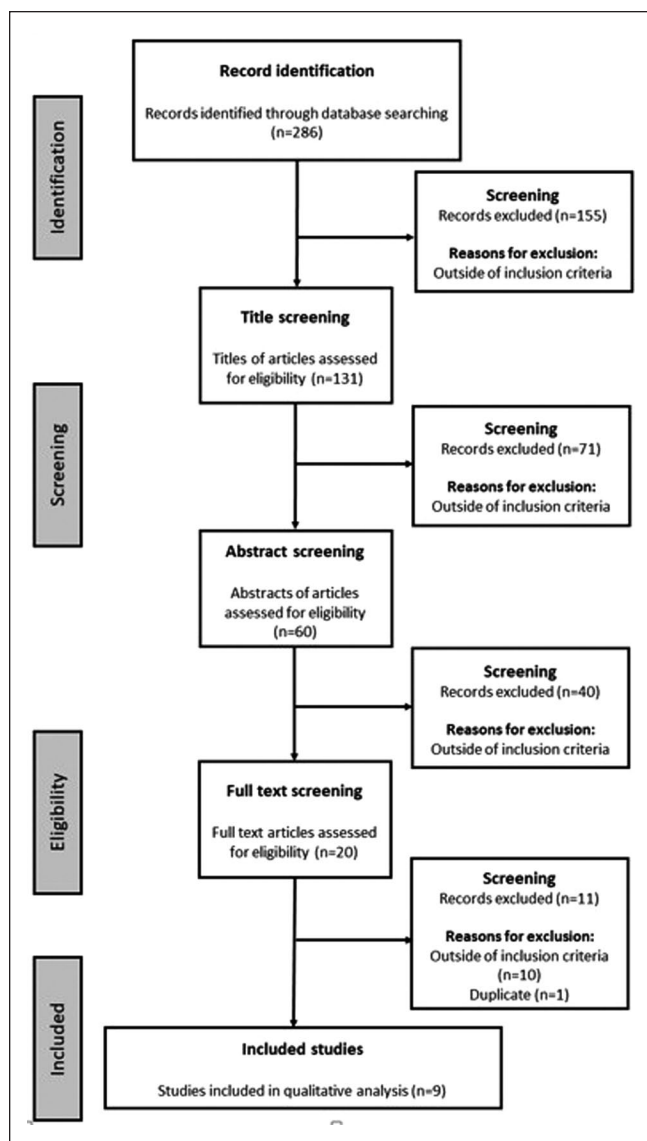 Identification
Record identification
Records identified through database searching
(n=286)
Screening
Records excluded (n=155)
Reasons for exclusion:
Outside of inclusion criteria
Title screening
Titles of articles assessed
for eligibility (n=131)
Screening
Screening
Records excluded (n=71)
Reasons for exclusion:
Outside of inclusion criteria
Abstract screening
Abstracts of articles
assessed for eligibility
(n=60)
Screening
Records excluded (n=40)
Reasons for exclusion:
Outside of inclusion criteria
Eligibility
Full text screening
Full text articles assessed
for eligibility (n=20)
Screening
Records excluded (n=11)
Reasons for exclusion:
Outside of inclusion criteria
(n=10)
Duplicate (n=1)
Included
Included studies
Studies included in qualitative analysis (n=9)